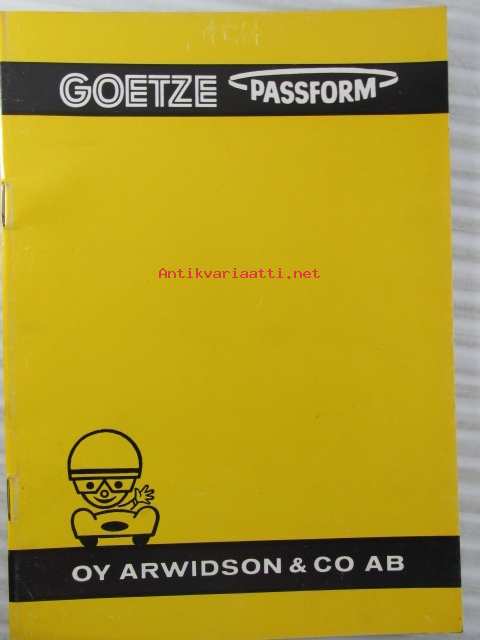 GOETZE PASSFORM
Antikvariaatti.net
OY ARWIDSON & CO AB